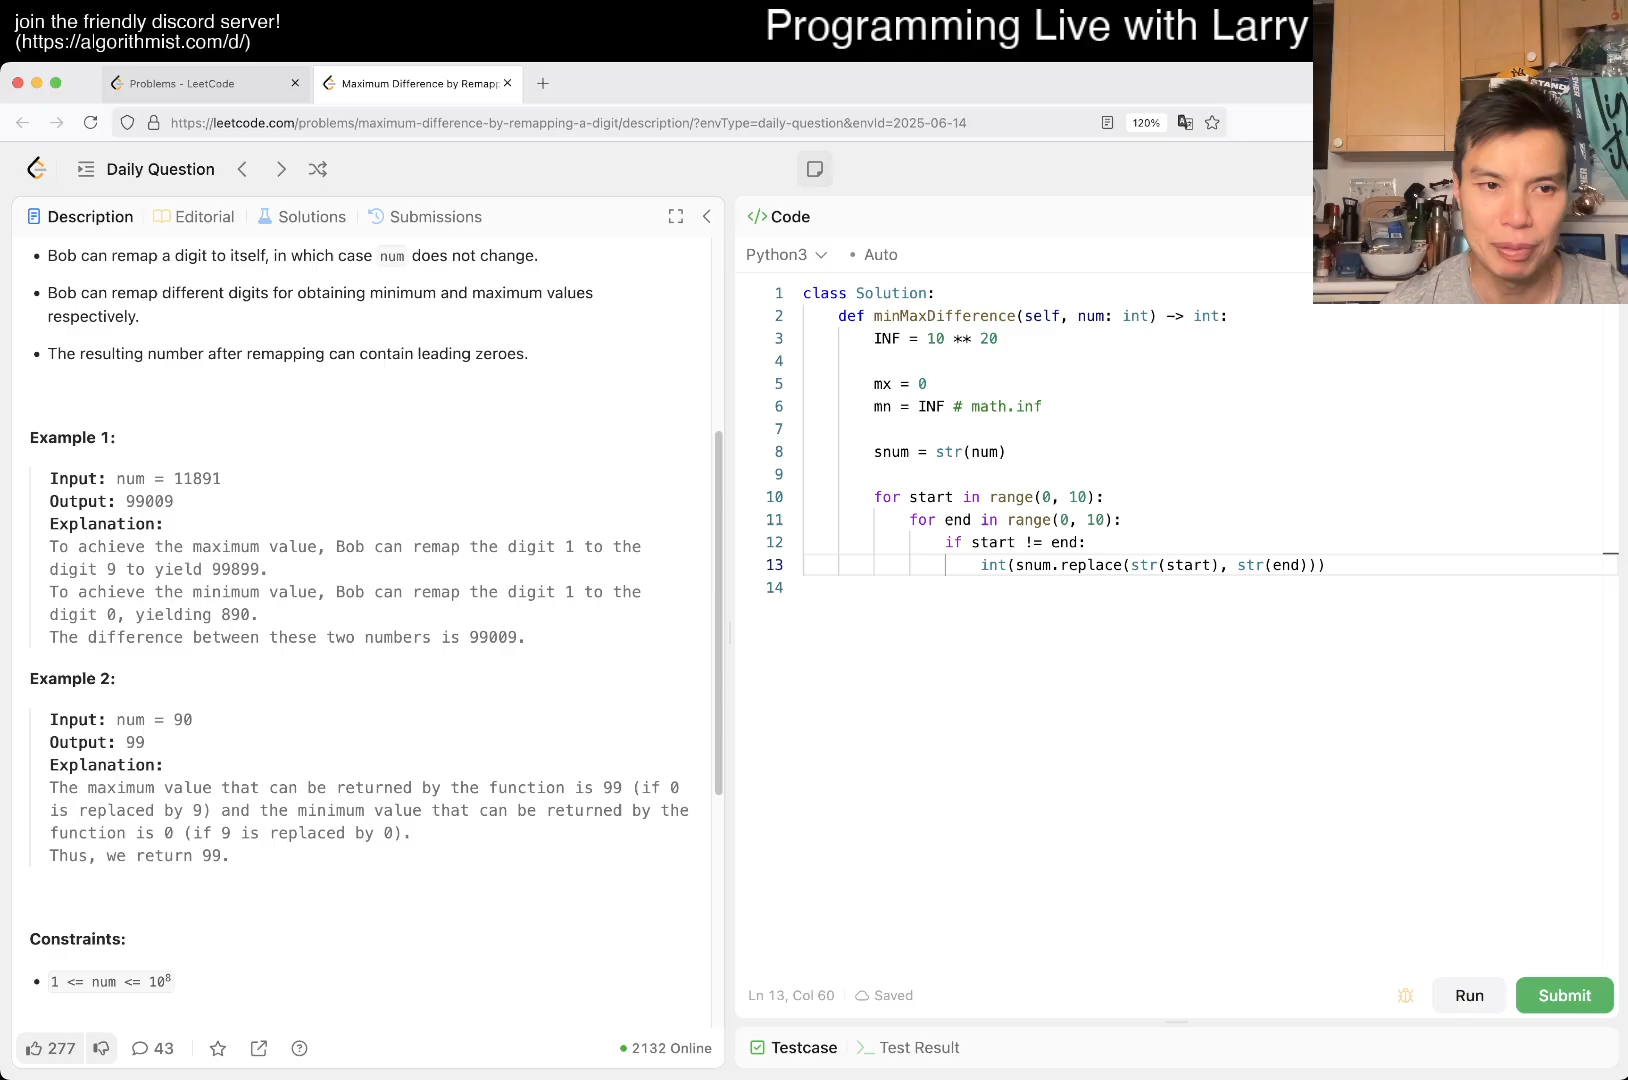 join the friendly discord server!
(https://algorithmist.com/d/)
Programming Live with Larry
Problems - LeetCode
Maximum Difference by Remapp
https://leetcode.com/problems/maximum-difference-by-remapping-a-digit/description/?envType=daily-question&envId=2025-06-14
120%
Daily Question
Description
Editorial
Solutions
Submissions
• Bob can remap a digit to itself, in which case num does not change.
• Bob can remap different digits for obtaining minimum and maximum values
respectively.
• The resulting number after remapping can contain leading zeroes.
Example 1:
Input: num = 11891
Output: 99009
Explanation:
To achieve the maximum value, Bob can remap the digit 1 to the
digit 9 to yield 99899.
To achieve the minimum value, Bob can remap the digit 1 to the
digit 0, yielding 890.
The difference between these two numbers is 99009.
Example 2:
Input: num = 90
Output: 99
Explanation:
The maximum value that can be returned by the function is 99 (if 0
is replaced by 9) and the minimum value that can be returned by the
function is 0 (if 9 is replaced by 0).
Thus, we return 99.
Constraints:
• 1 <= num <= 10⁸
277
43
2132 Online
</> Code
Python3
• Auto
1 class Solution:
2 def minMaxDifference(self, num: int) -> int:
3 INF = 10 ** 20
4
5 mx = 0
6 mn = INF # math.inf
7
8 snum = str(num)
9
10 for start in range(0, 10):
11 for end in range(0, 10):
12 if start != end:
13 int(snum.replace(str(start), str(end)))
14
Ln 13, Col 60
Saved
Run
Submit
Testcase
Test Result